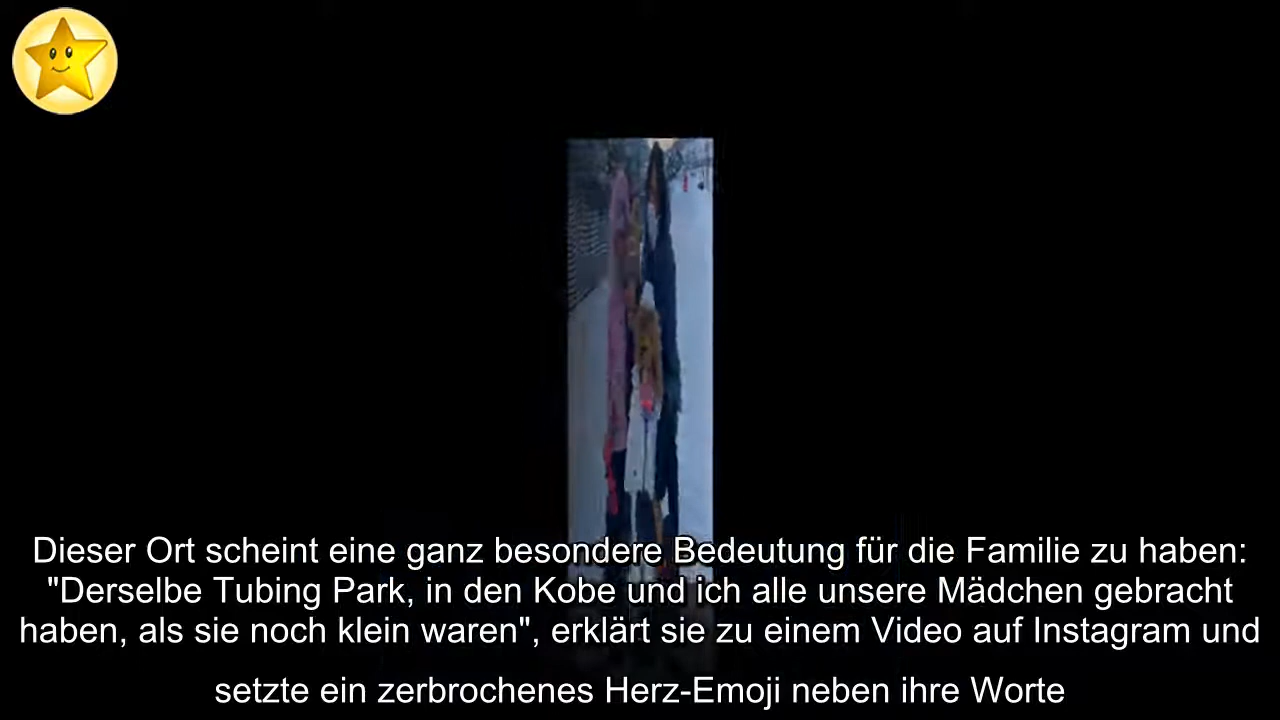 Dieser Ort scheint eine ganz besondere Bedeutung für die Familie zu haben:
"Derselbe Tubing Park, in den Kobe und ich alle unsere Mädchen gebracht
haben, als sie noch klein waren", erklärt sie zu einem Video auf Instagram und
setzte ein zerbrochenes Herz-Emoji neben ihre Worte